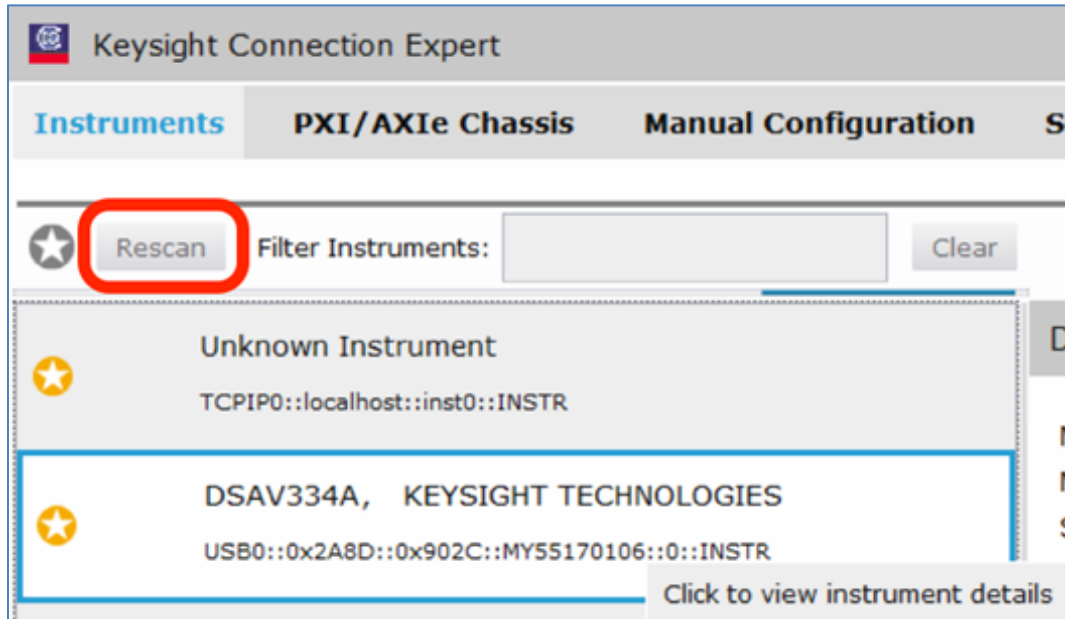 Keysight Connection Expert
Instruments PXI/AXIe Chassis Manual Configuration S
Rescan Filter Instruments: Clear
Unknown Instrument
TCPIP0::localhost::inst0::INSTR
D
DSAV334A, KEYSIGHT TECHNOLOGIES
USB0::0x2A8D::0x902C::MY55170106::0::INSTR
Click to view instrument details